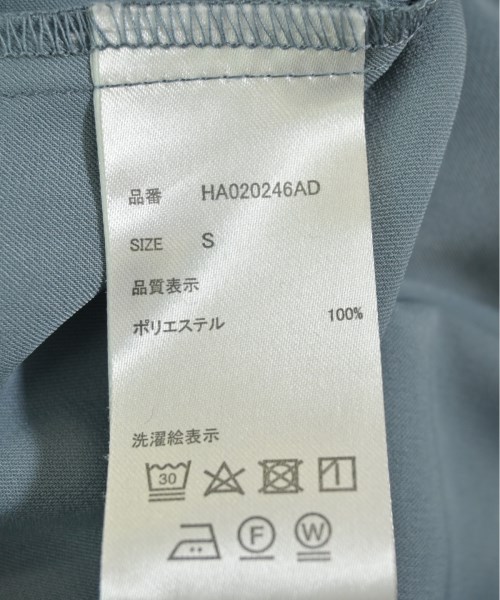 品番 HA020246AD
SIZE S
品質表示
ポリエステル 100%
洗濯絵表示
30
F W